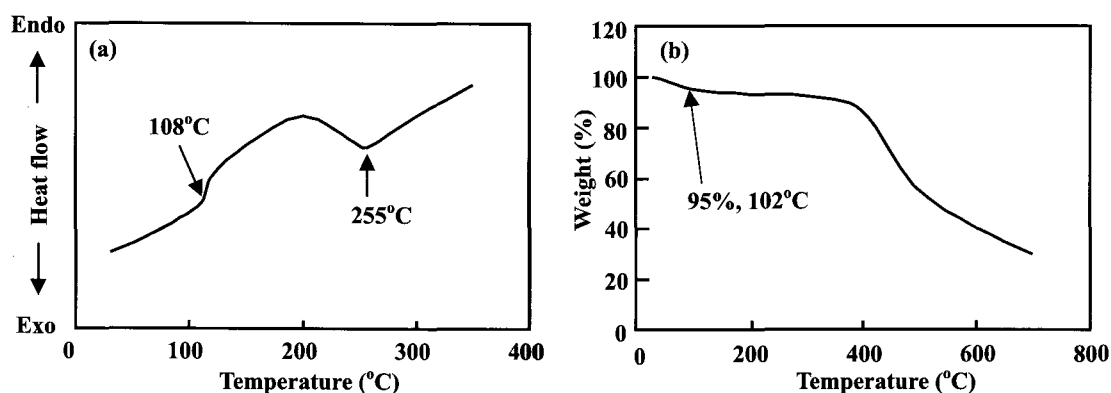 Endo
(a)
108°C
Heat flow
255°C
Exo
0 100 200 300 400
Temperature (°C)
120
(b)
100
80
Weight (%)
60
95%, 102°C
40
20
0
0 200 400 600 800
Temperature (°C)